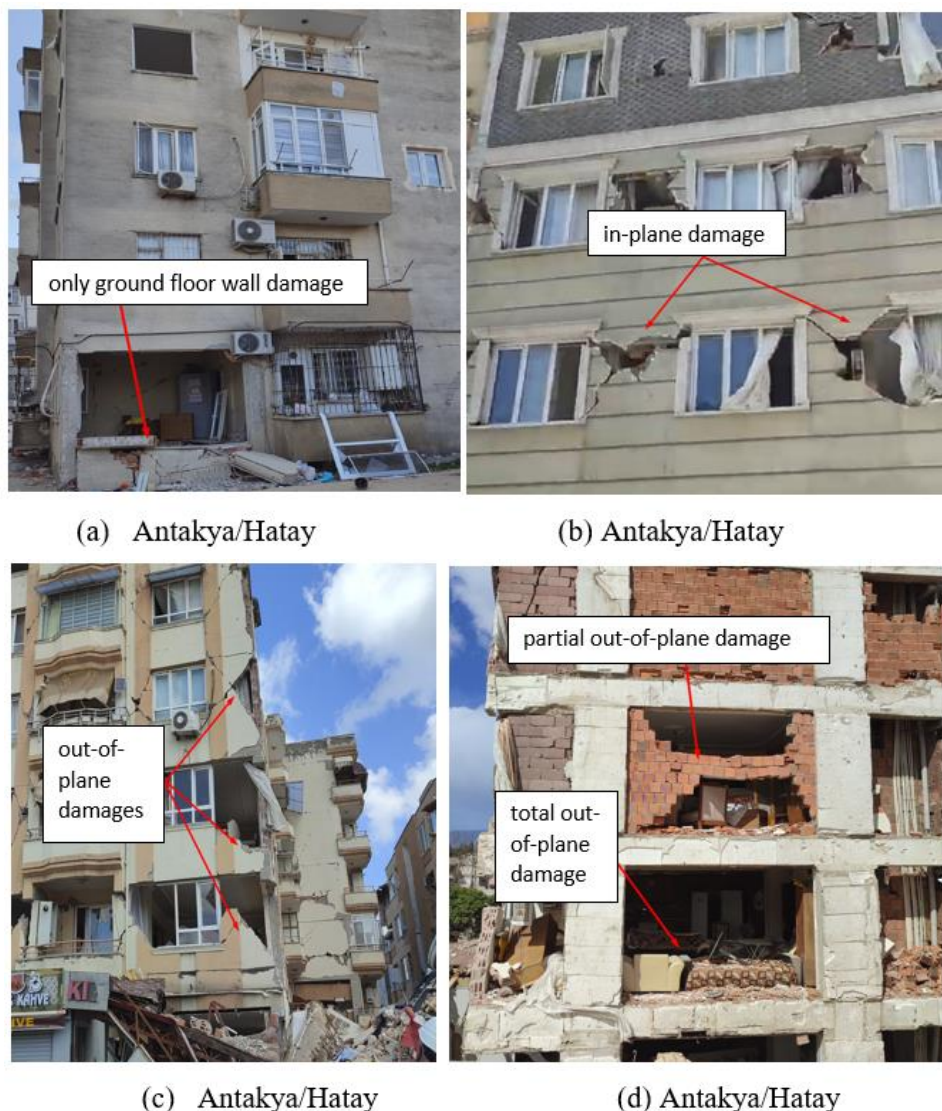 only ground floor wall damage
in-plane damage
(a) Antakya/Hatay
(b) Antakya/Hatay
out-of-
plane
damages
KAHVE
VE
KI
partial out-of-plane damage
total out-
of-plane
damage
(c) Antakya/Hatay
(d) Antakya/Hatay